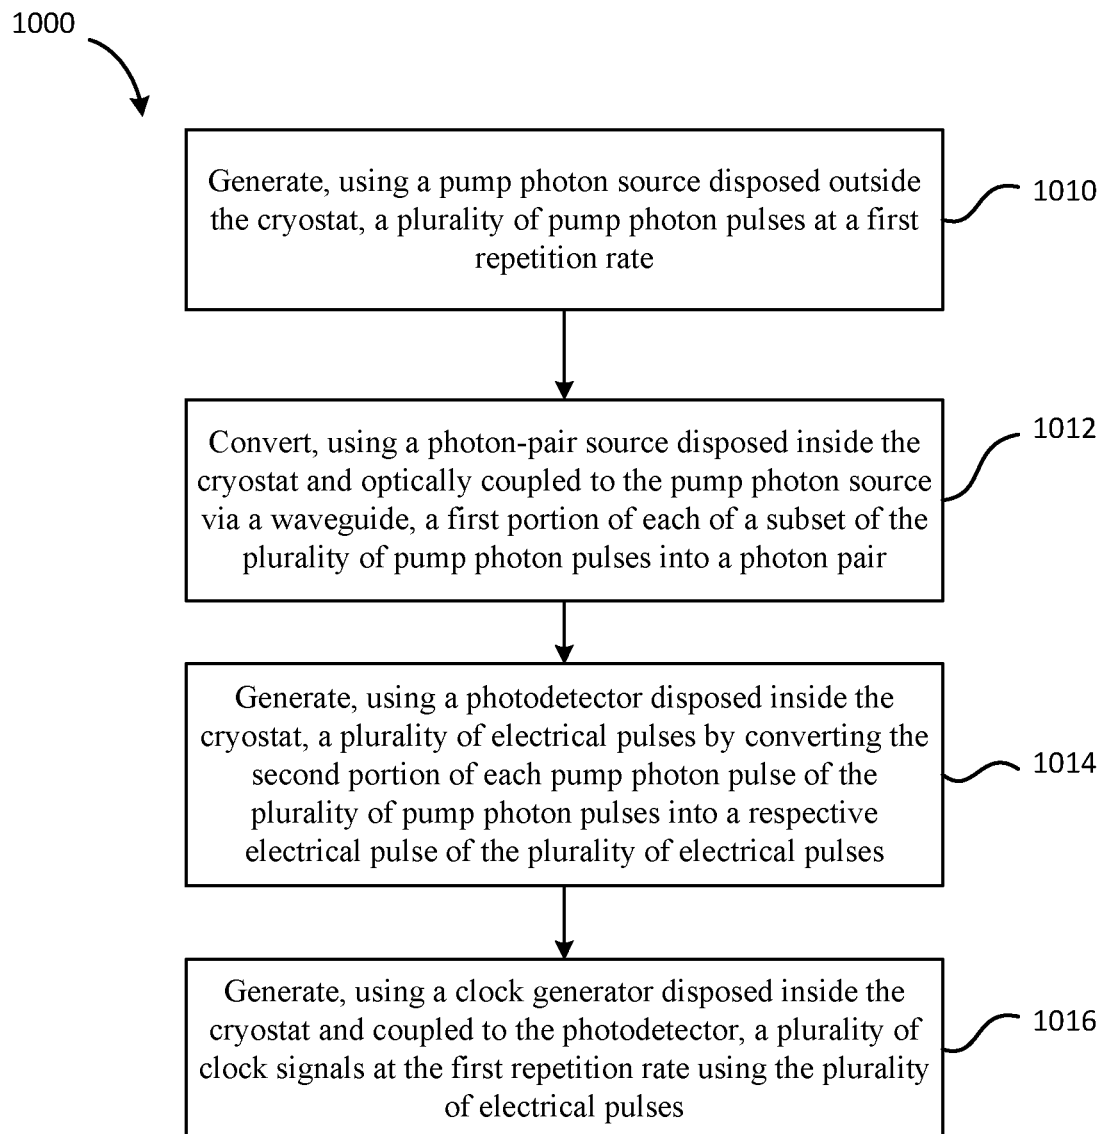 1000
Generate, using a pump photon source disposed outside
the cryostat, a plurality of pump photon pulses at a first
repetition rate
1010
Convert, using a photon-pair source disposed inside the
cryostat and optically coupled to the pump photon source
via a waveguide, a first portion of each of a subset of the
plurality of pump photon pulses into a photon pair
1012
Generate, using a photodetector disposed inside the
cryostat, a plurality of electrical pulses by converting the
second portion of each pump photon pulse of the
plurality of pump photon pulses into a respective
electrical pulse of the plurality of electrical pulses
1014
Generate, using a clock generator disposed inside the
cryostat and coupled to the photodetector, a plurality of
clock signals at the first repetition rate using the plurality
of electrical pulses
1016